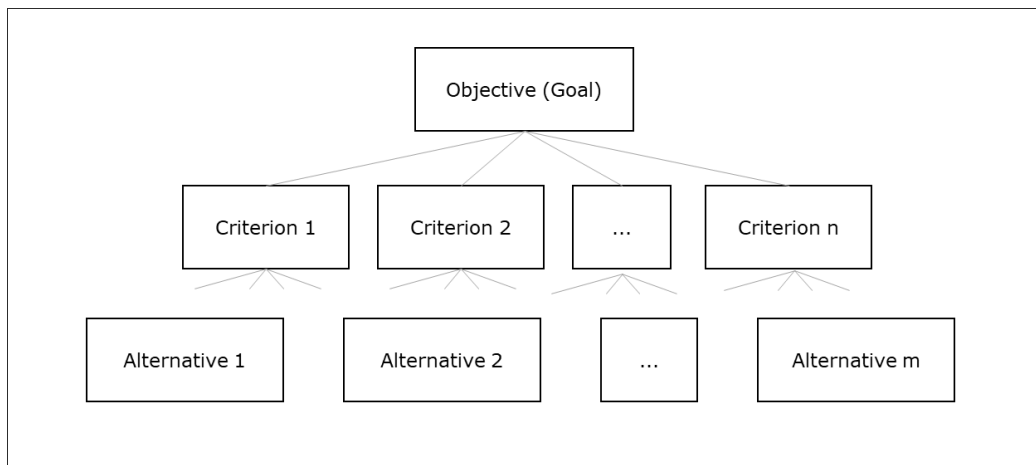 Objective (Goal)
Criterion 1
Criterion 2
...
Criterion n
Alternative 1
Alternative 2
...
Alternative m